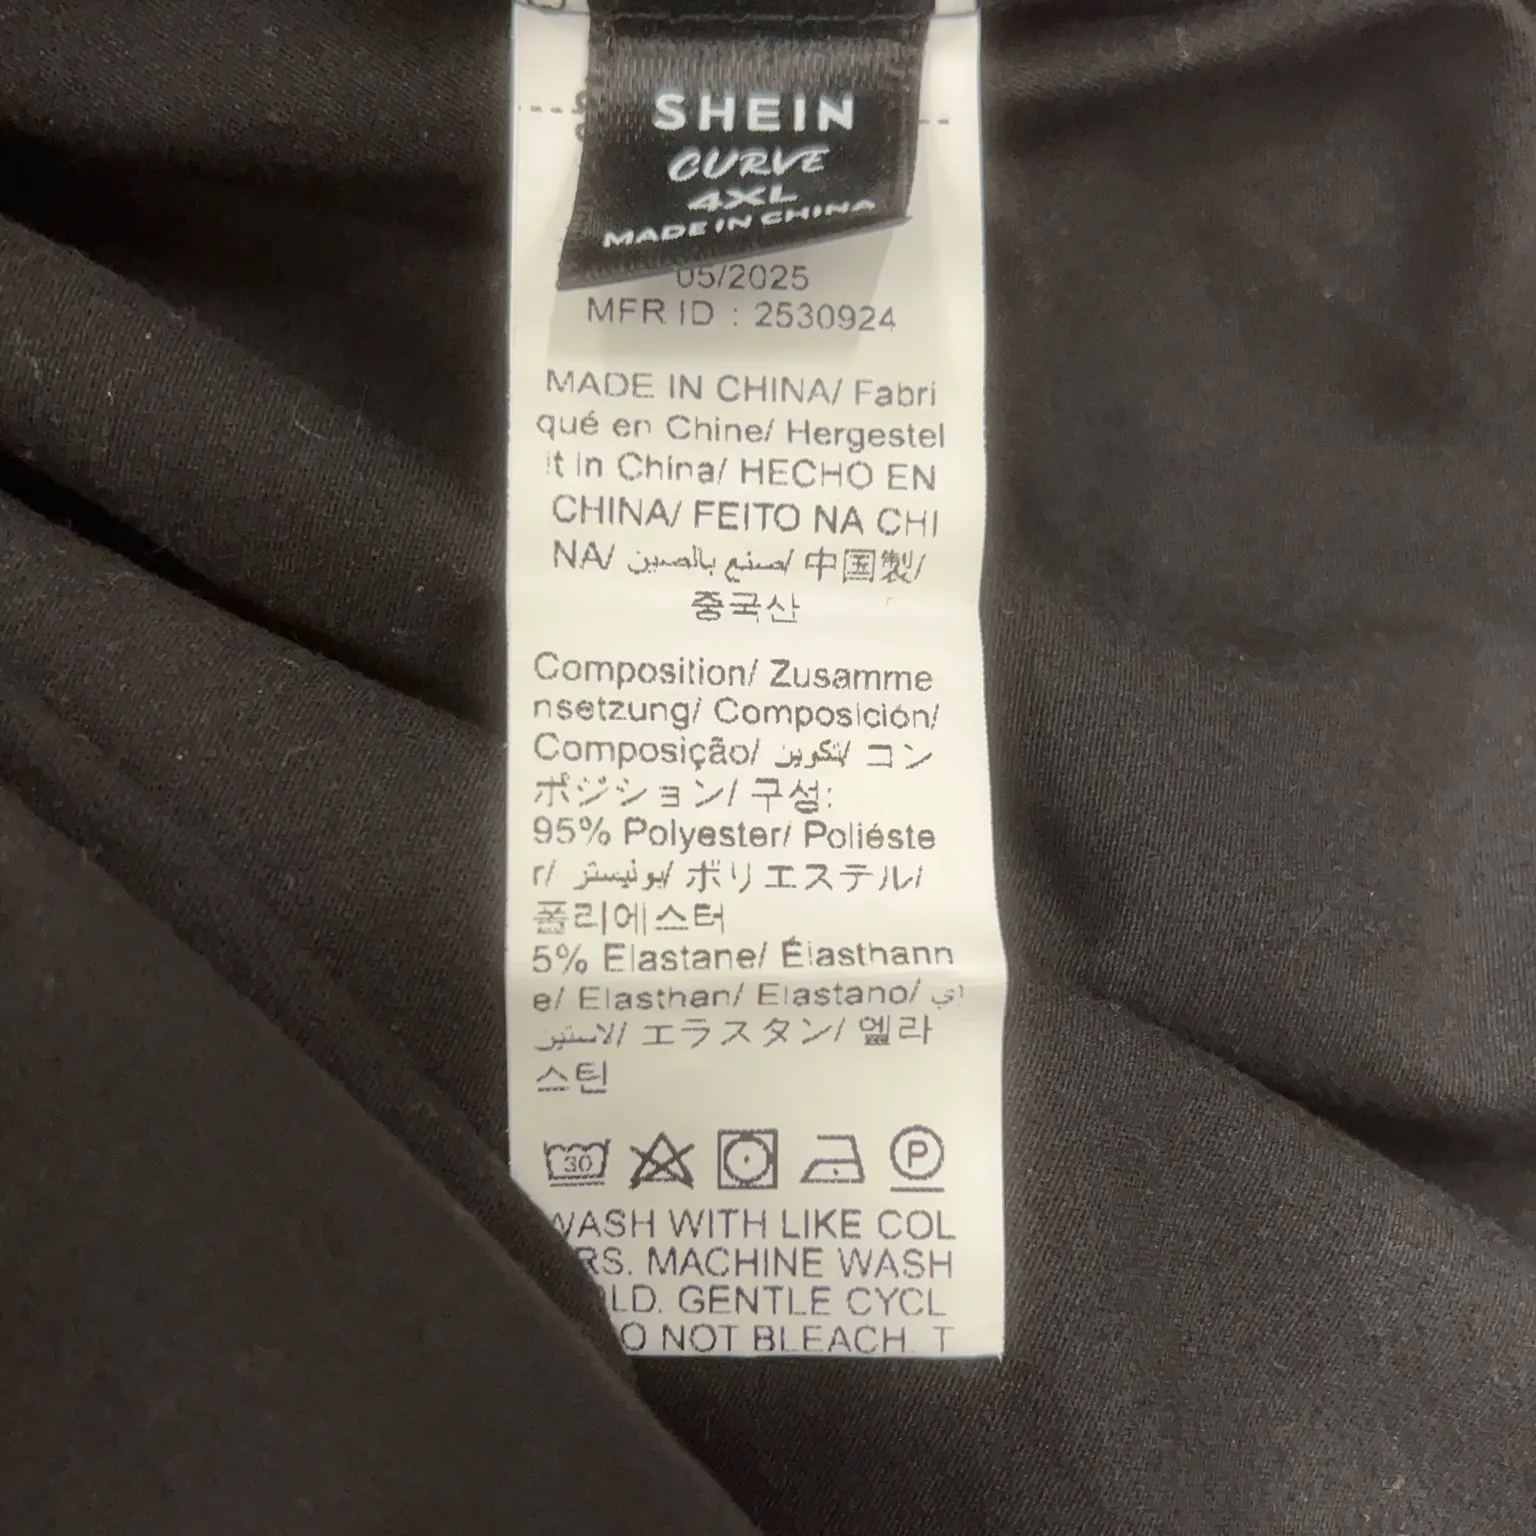 SHEIN
CURVE
4XL
MADE IN CHINA
05/2025
MFR ID : 2530924
MADE IN CHINA/ Fabri
qué en Chine/ Hergestel
lt in China/ HECHO EN
CHINA/ FEITO NA CHI
NA/ صنع بالصين/ 中国製/
중국산
Composition/ Zusamme
nsetzung/ Composición/
Composição/ تكوين/ コン
ポジション/ 구성:
95% Polyester/ Poliéste
r/ بوليستر/ ポリエステル/
폴리에스터
5% Elastane/ Élasthann
e/ Elasthan/ Elastano/
エラスタン/ 엘라
스틴
30
P
WASH WITH LIKE COL
RS. MACHINE WASH
LD. GENTLE CYCL
O NOT BLEACH. T